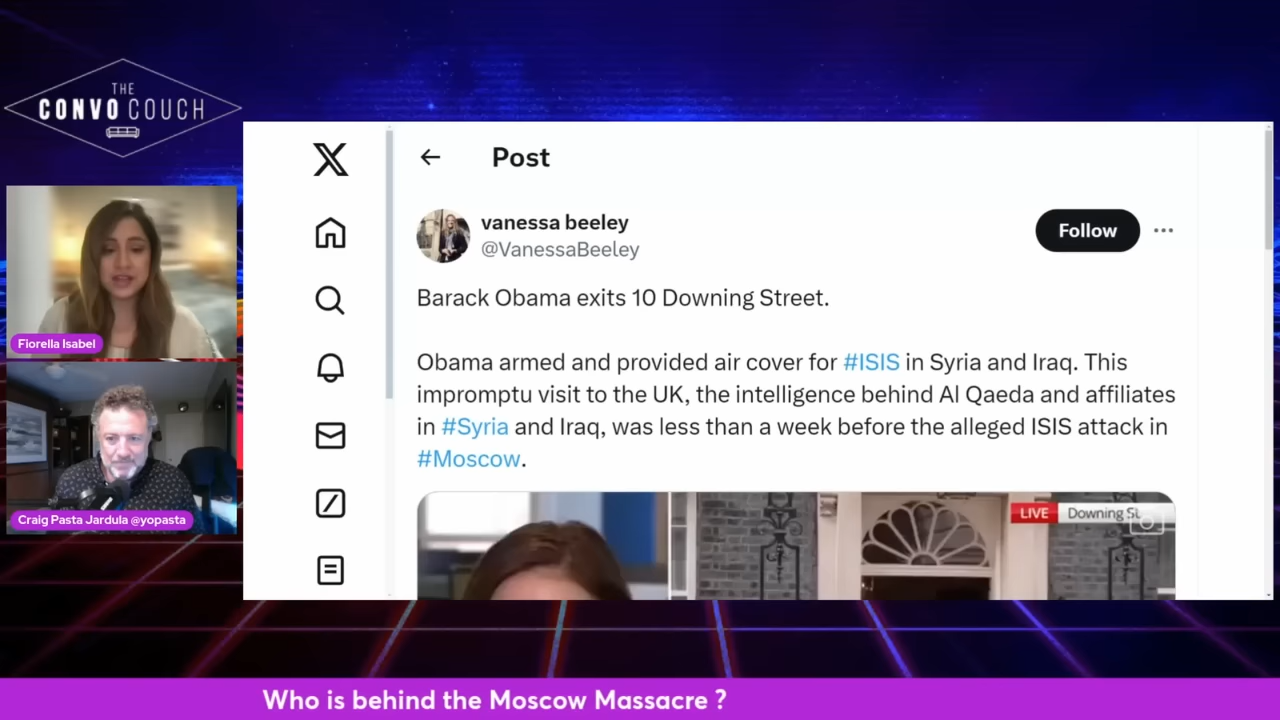 THE
CONVO COUCH
Fiorella Isabel
Craig Pasta Jardula @yopasta
Post
vanessa beeley
@VanessaBeeley
Follow
Barack Obama exits 10 Downing Street.
Obama armed and provided air cover for #ISIS in Syria and Iraq. This
impromptu visit to the UK, the intelligence behind Al Qaeda and affiliates
in #Syria and Iraq, was less than a week before the alleged ISIS attack in
#Moscow.
LIVE Downing St
Who is behind the Moscow Massacre ?